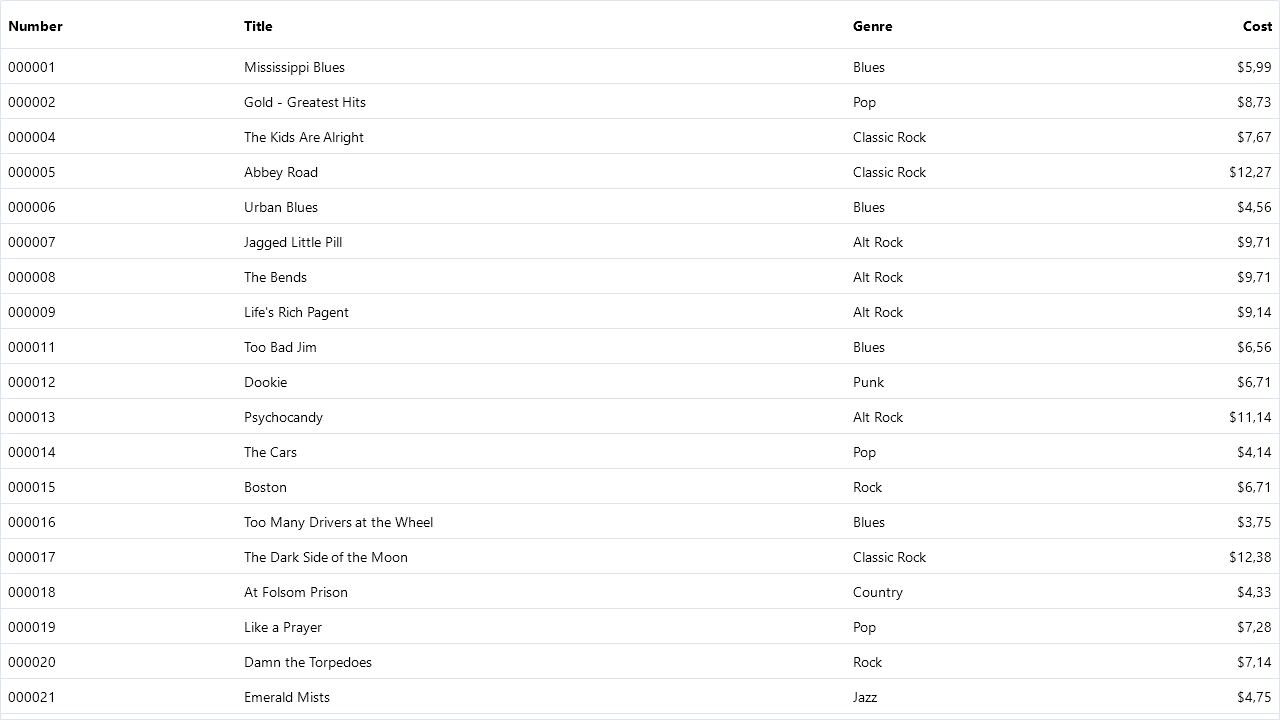 Number Title Genre Cost
000001 Mississippi Blues Blues $5,99
000002 Gold - Greatest Hits Pop $8,73
000004 The Kids Are Alright Classic Rock $7,67
000005 Abbey Road Classic Rock $12,27
000006 Urban Blues Blues $4,56
000007 Jagged Little Pill Alt Rock $9,71
000008 The Bends Alt Rock $9,71
000009 Life's Rich Pagent Alt Rock $9,14
000011 Too Bad Jim Blues $6,56
000012 Dookie Punk $6,71
000013 Psychocandy Alt Rock $11,14
000014 The Cars Pop $4,14
000015 Boston Rock $6,71
000016 Too Many Drivers at the Wheel Blues $3,75
000017 The Dark Side of the Moon Classic Rock $12,38
000018 At Folsom Prison Country $4,33
000019 Like a Prayer Pop $7,28
000020 Damn the Torpedoes Rock $7,14
000021 Emerald Mists Jazz $4,75